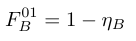 $F_B^{01} = 1 - \eta_B$